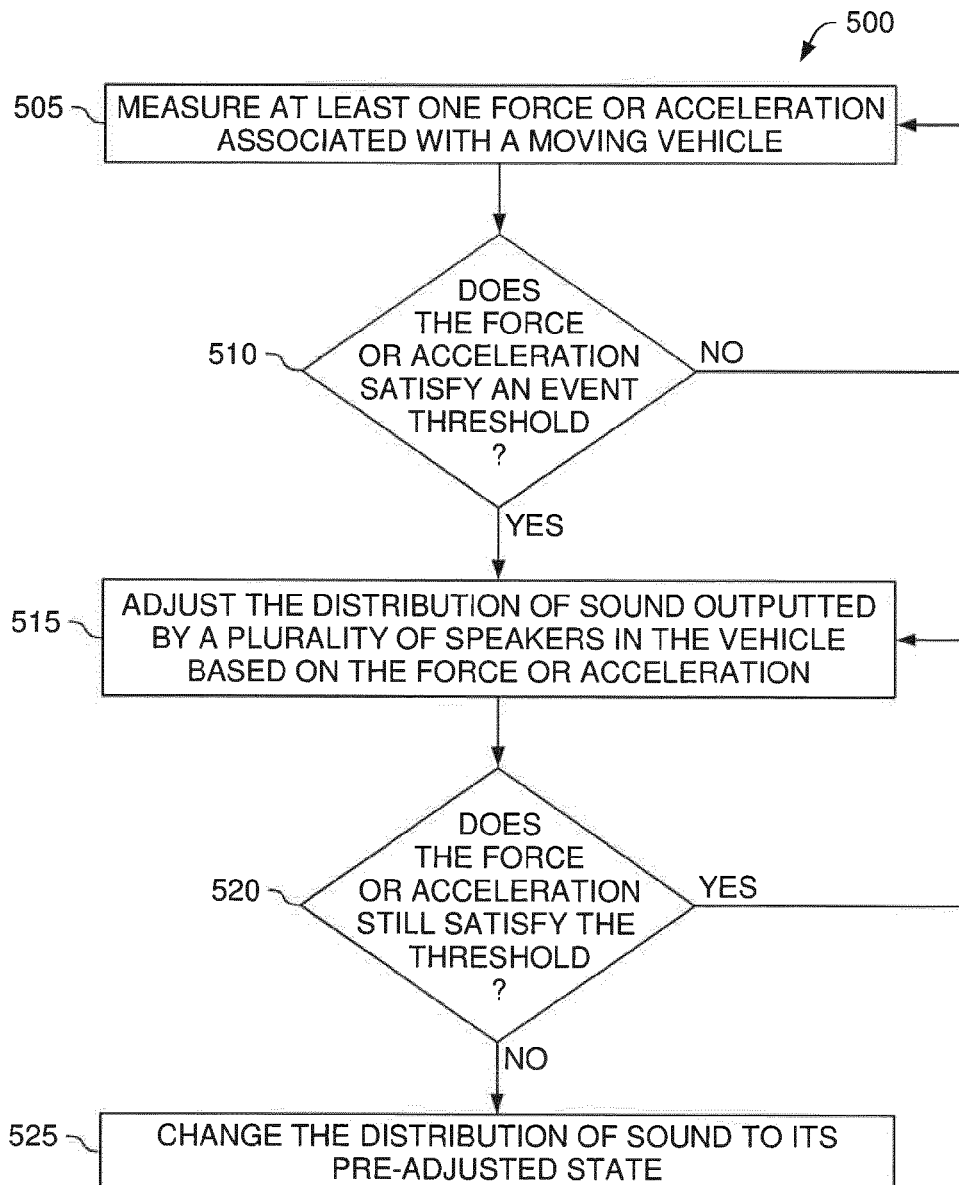 500
505
MEASURE AT LEAST ONE FORCE OR ACCELERATION
ASSOCIATED WITH A MOVING VEHICLE
510
DOES
THE FORCE
OR ACCELERATION
SATISFY AN EVENT
THRESHOLD
?
NO
YES
515
ADJUST THE DISTRIBUTION OF SOUND OUTPUTTED
BY A PLURALITY OF SPEAKERS IN THE VEHICLE
BASED ON THE FORCE OR ACCELERATION
520
DOES
THE FORCE
OR ACCELERATION
STILL SATISFY THE
THRESHOLD
?
YES
NO
525
CHANGE THE DISTRIBUTION OF SOUND TO ITS
PRE-ADJUSTED STATE